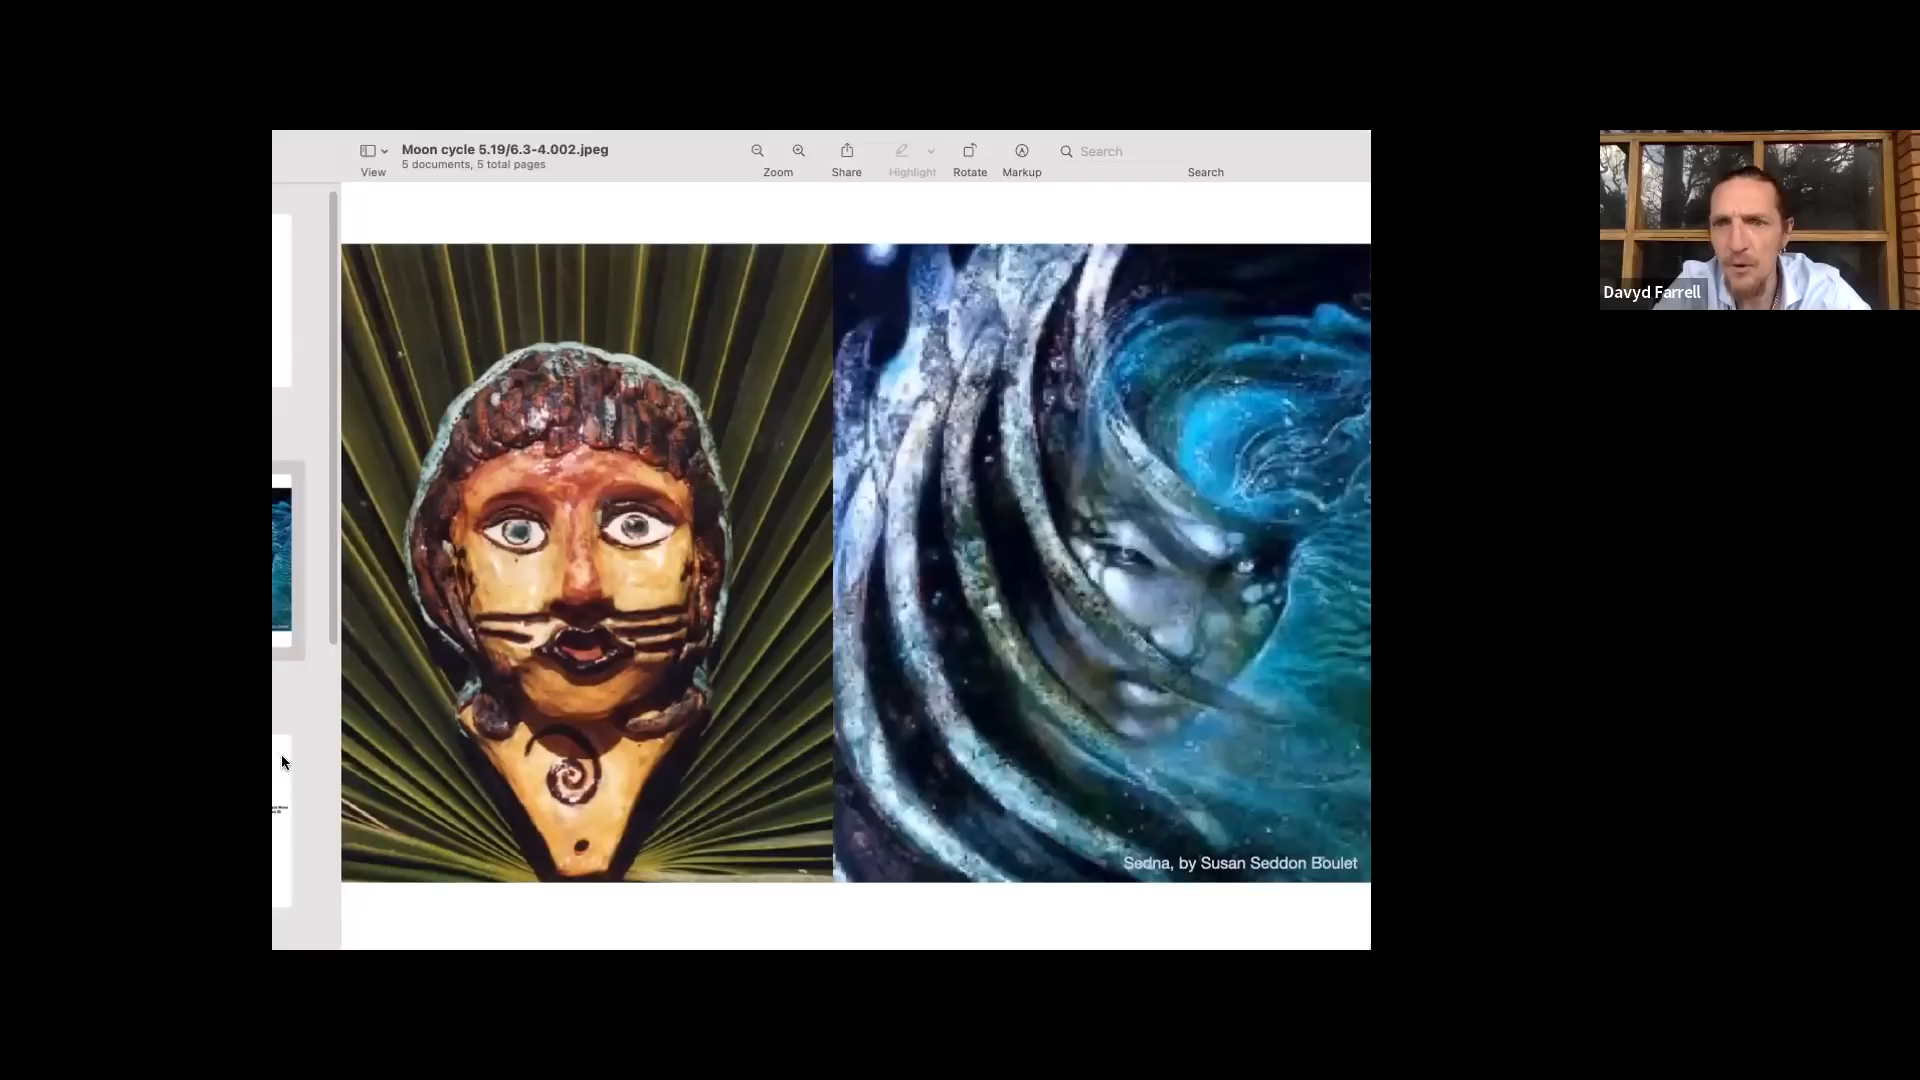 Moon cycle 5.19/6.3-4.002.jpeg
5 documents, 5 total pages
View
Zoom
Share
Highlight
Rotate
Markup
Search
Search
Davyd Farrell
Sedna, by Susan Seddon Boulet